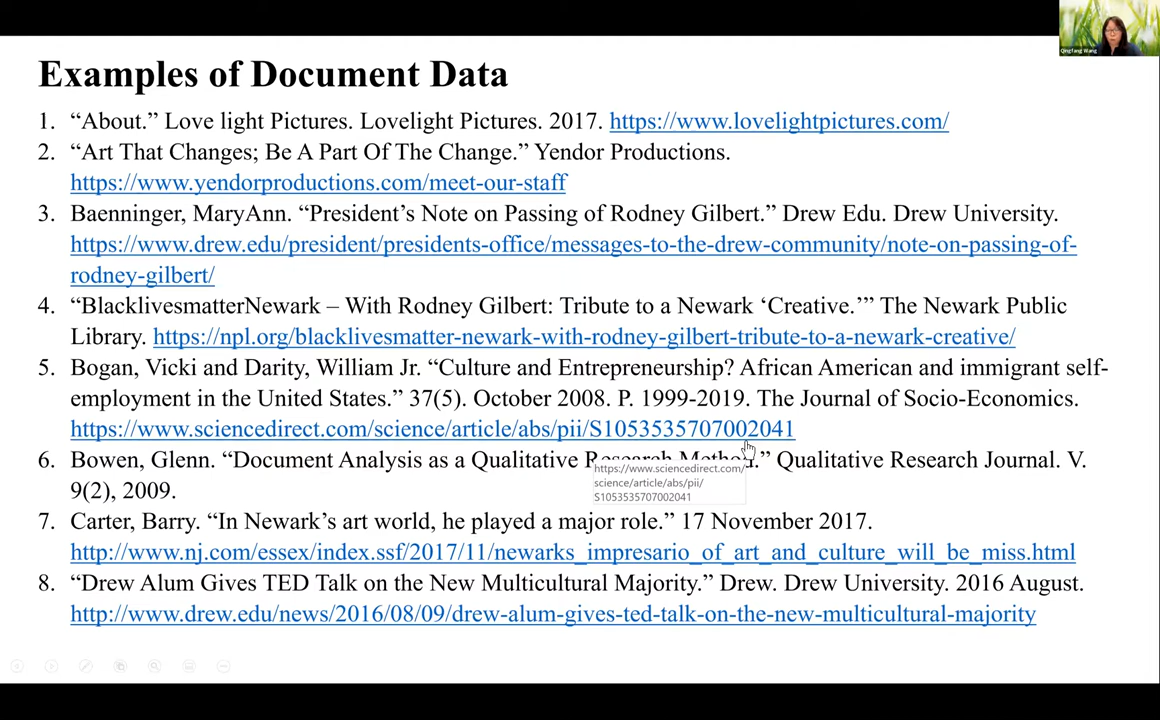 Qingfang Wang
Examples of Document Data
1. “About.” Love light Pictures. Lovelight Pictures. 2017. https://www.lovelightpictures.com/
2. “Art That Changes; Be A Part Of The Change.” Yendor Productions.
https://www.yendorproductions.com/meet-our-staff
3. Baenninger, MaryAnn. “President’s Note on Passing of Rodney Gilbert.” Drew Edu. Drew University.
https://www.drew.edu/president/presidents-office/messages-to-the-drew-community/note-on-passing-of-
rodney-gilbert/
4. “BlacklivesmatterNewark – With Rodney Gilbert: Tribute to a Newark ‘Creative.’” The Newark Public
Library. https://npl.org/blacklivesmatter-newark-with-rodney-gilbert-tribute-to-a-newark-creative/
5. Bogan, Vicki and Darity, William Jr. “Culture and Entrepreneurship? African American and immigrant self-
employment in the United States.” 37(5). October 2008. P. 1999-2019. The Journal of Socio-Economics.
https://www.sciencedirect.com/science/article/abs/pii/S1053535707002041
6. Bowen, Glenn. “Document Analysis as a Qualitative Research Method.” Qualitative Research Journal. V.
9(2), 2009.
https://www.sciencedirect.com/
science/article/abs/pii/
S1053535707002041
7. Carter, Barry. “In Newark’s art world, he played a major role.” 17 November 2017.
http://www.nj.com/essex/index.ssf/2017/11/newarks_impresario_of_art_and_culture_will_be_miss.html
8. “Drew Alum Gives TED Talk on the New Multicultural Majority.” Drew. Drew University. 2016 August.
http://www.drew.edu/news/2016/08/09/drew-alum-gives-ted-talk-on-the-new-multicultural-majority